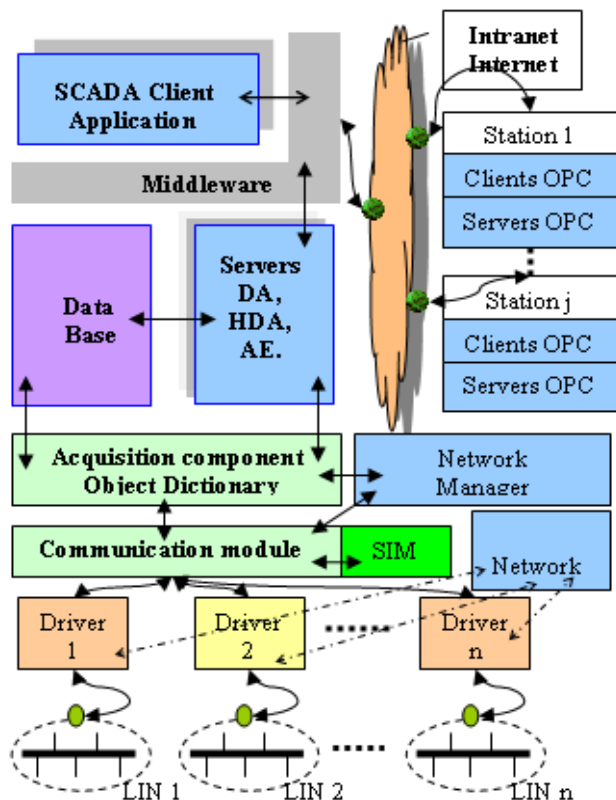 Intranet
Internet
SCADA Client
Application
Middleware
Station 1
Clients OPC
Servers OPC
Data
Base
Servers
DA,
HDA,
AE.
Station j
Clients OPC
Servers OPC
Acquisition component
Object Dictionary
Network
Manager
Communication module
SIM
Network
Driver
1
Driver
2
Driver
n
LIN 1
LIN 2
LIN n